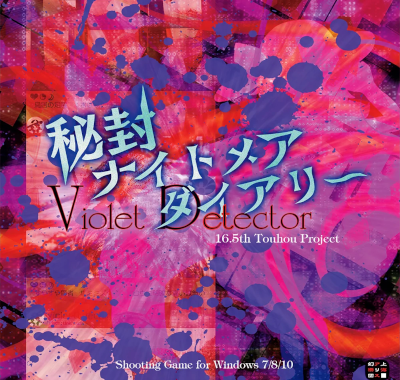 秘封
ナイトメア
ダイアリー
Violet Detector
16.5th Touhou Project
Shooting Game for Windows 7/8/10